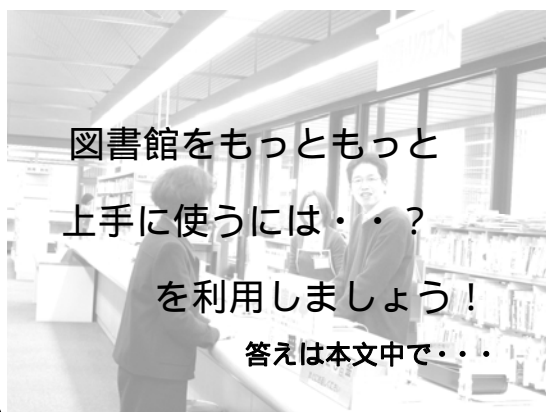 図書館をもっともっと
上手に使うには・・？
を利用しましょう！
答えは本文中で・・・